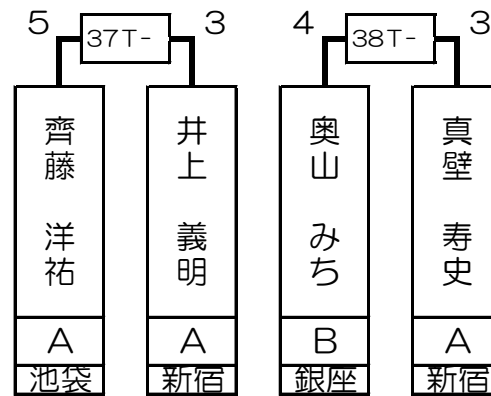 5 37T- 3 4 38T- 3
齊藤 洋祐
井上 義明
奥山 みち
真壁 寿史
A A B A
池袋 新宿 銀座 新宿